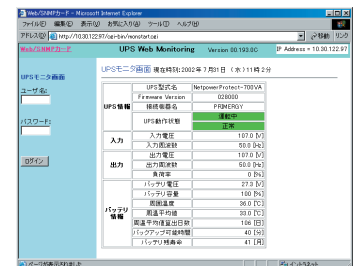 Web/SNMPカード - Microsoft Internet Explorer
ファイル(F) 編集(E) 表示(V) お気に入り(A) ツール(T) ヘルプ(H)
アドレス(D) http://10.30.122.97/cgi-bin/monstart.cgi 移動 リンク
Web/SNMPカード UPS Web Monitoring Version 00.193.0C IP Address = 10.30.122.97
UPSモニタ画面
ユーザ名:
パスワード:
ログイン
UPSモニタ画面 現在時刻:2002年 7月31日 (水) 11時 2分
UPS情報
UPS型式名 NetpowerProtect-700VA
Firmware Version 028000
接続機器名 PRIMERGY
UPS動作状態 運転中
正常
入力
入力電圧 107.0 [V]
入力周波数 50.0 [Hz]
出力
出力電圧 107.0 [V]
出力周波数 50.0 [Hz]
負荷率 0 [%]
バッテリ情報
バッテリ電圧 27.3 [V]
バッテリ容量 100 [%]
周囲温度 36.0 [℃]
周温平均値 33.0 [℃]
周温平均値算出日数 106 [日]
バックアップ可能時間 40 [分]
バッテリ残寿命 41 [月]
ページが表示されました
イントラネット